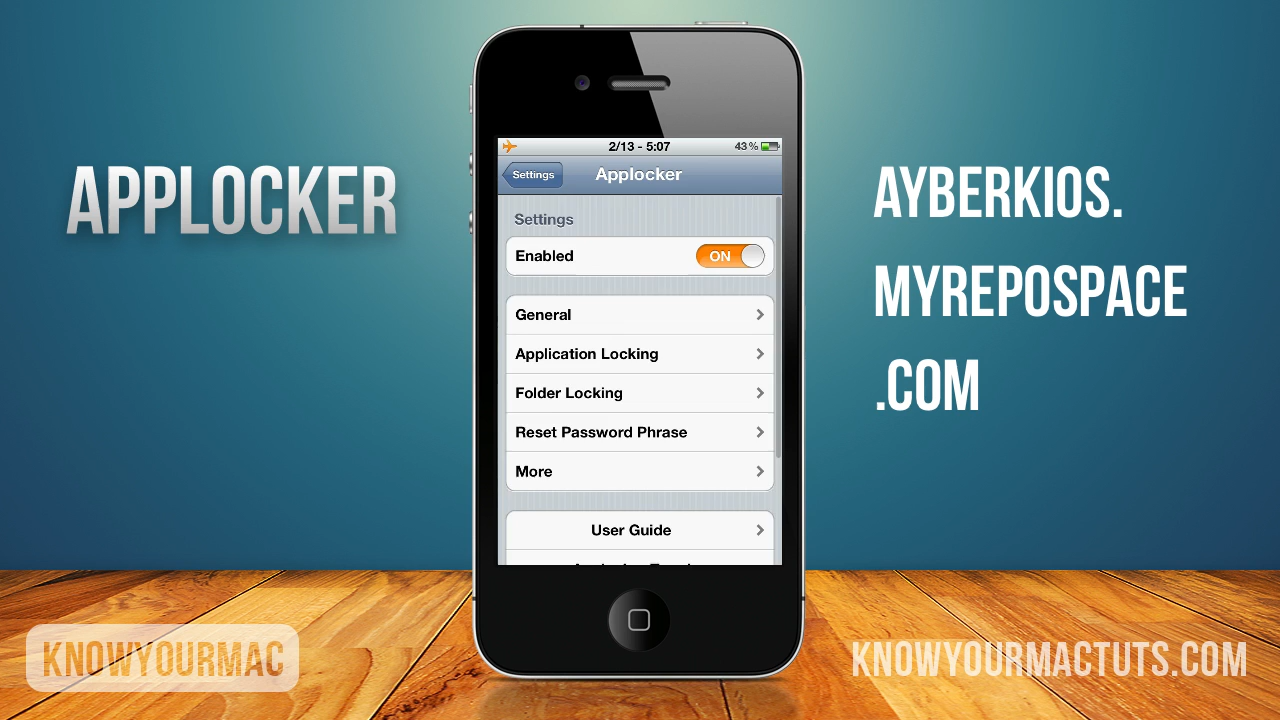 APPLOCKER
2/13 - 5:07
43%
Settings
Applocker
Settings
Enabled
ON
General
Application Locking
Folder Locking
Reset Password Phrase
More
User Guide
AYBERKIOS.
MYREPOSPACE
.COM
KNOWYOURMAC
KNOWYOURMACTUTS.COM